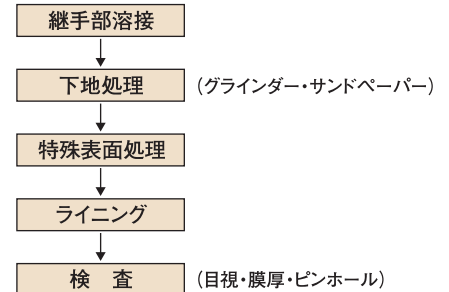 継手部溶接
下地処理 （グラインダー・サンドペーパー）
特殊表面処理
ライニング
検　査 （目視・膜厚・ピンホール）